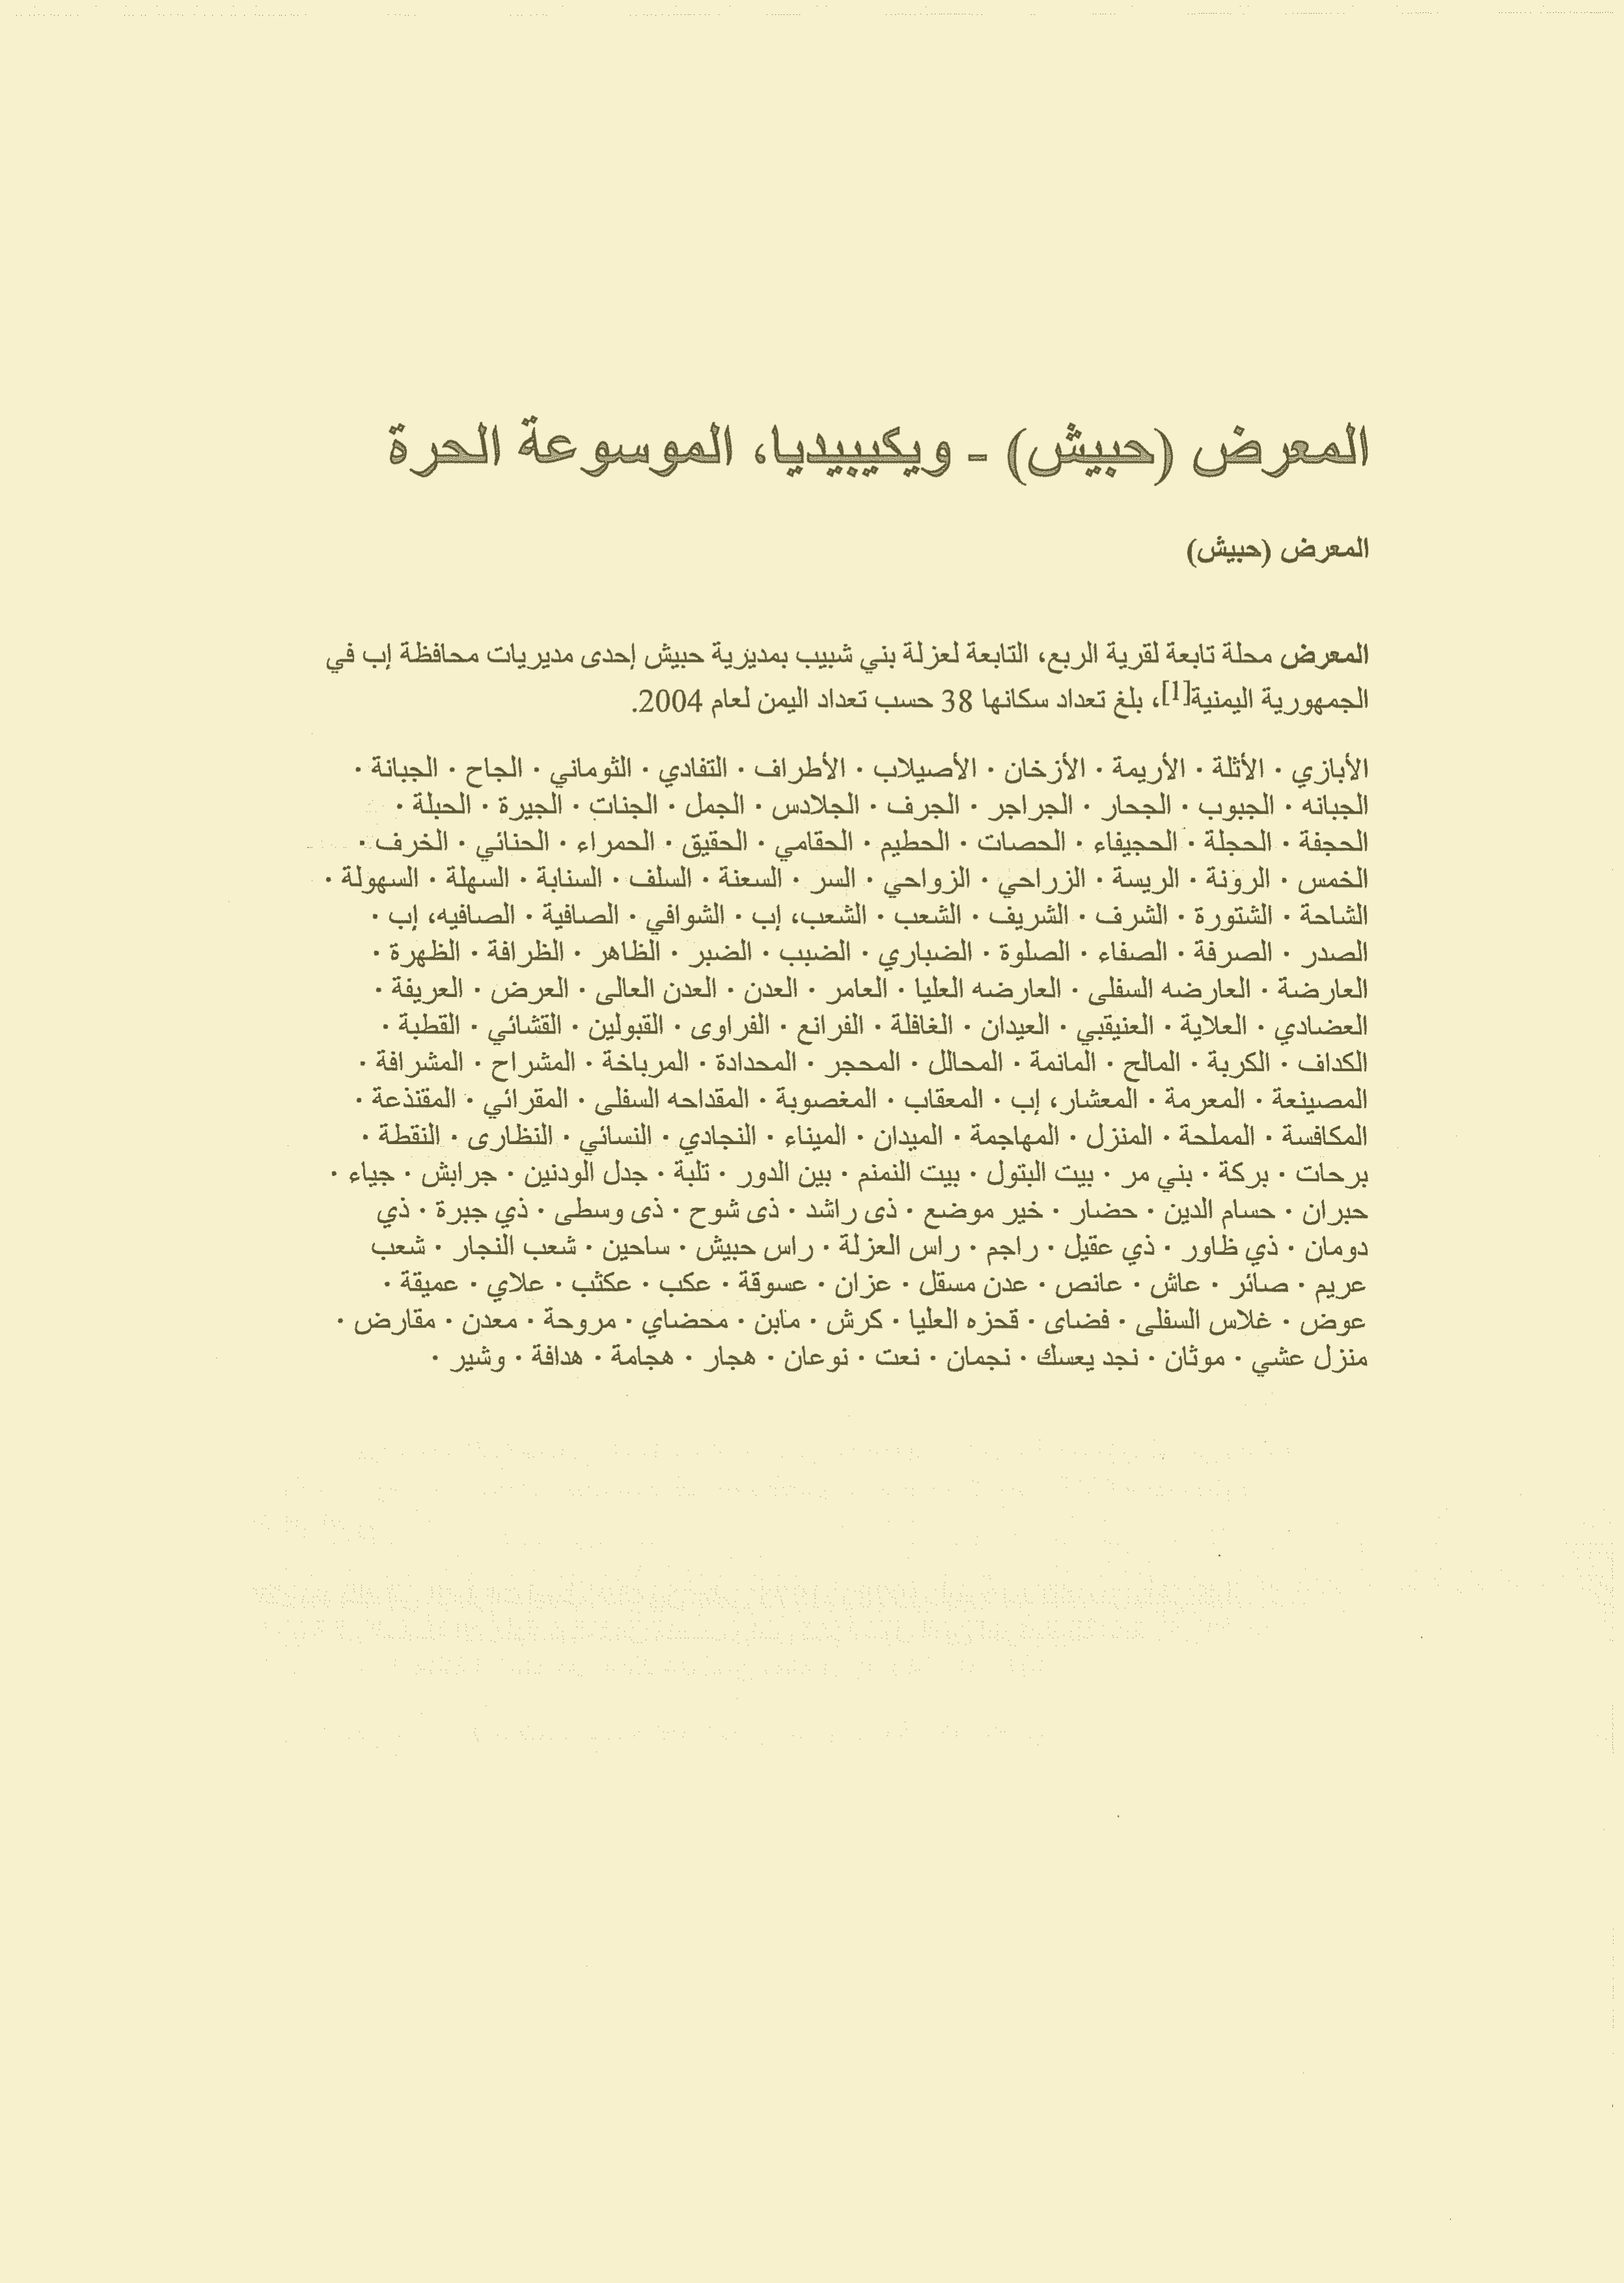 المعرض (حبيش) - ويكيبيديا، الموسوعة الحرة
المعرض (حبيش)
المعرض محلة تابعة لقرية الربع، التابعة لعزلة بني شبيب بمديرية حبيش إحدى مديريات محافظة إب في
الجمهورية اليمنية[1]، بلغ تعداد سكانها 38 حسب تعداد اليمن لعام 2004.
الأبازي · الأثلة · الأريمة · الأزخان · الأصيلاب · الأطراف · التفادي · الثوماني · الجاح · الجبانة ·
الجبانه · الجبوب · الجحار · الجراجر · الجرف · الجلادس · الجمل · الجنات · الجيرة · الحبلة ·
الحجفة · الحجلة · الحجيفاء · الحصات · الحطيم · الحقامي · الحقيق · الحمراء · الحنائي · الخرف ·
الخمس · الرونة · الريسة · الزراحي · الزواحي · السر · السعنة · السلف · السنابة · السهلة · السهولة ·
الشاحة · الشتورة · الشرف · الشريف · الشعب · الشعب، إب · الشوافي · الصافية · الصافيه، إب ·
الصدر · الصرفة · الصفاء · الصلوة · الضباري · الضبب · الضبر · الظاهر · الظرافة · الظهرة ·
العارضة · العارضه السفلى · العارضه العليا · العامر · العدن · العدن العالى · العرض · العريفة ·
العضادي · العلاية · العنيقبي · العيدان · الغافلة · الفرانع · الفراوى · القبولين · القشائي · القطبة ·
الكداف · الكربة · المالح · المانمة · المحالل · المحجر · المحدادة · المرباخة · المشراح · المشرافة ·
المصينعة · المعرمة · المعشار، إب · المعقاب · المغصوبة · المقداحه السفلى · المقرائي · المقنذعة ·
المكافسة · المملحة · المنزل · المهاجمة · الميدان · الميناء · النجادي · النسائي · النظارى · النقطة ·
برحات · بركة · بني مر · بيت البتول · بيت النمنم · بين الدور · تلبة · جدل الودنين · جرابش · جياء ·
حبران · حسام الدين · حضار · خير موضع · ذى راشد · ذى شوح · ذى وسطى · ذي جبرة · ذي
دومان · ذي ظاور · ذي عقيل · راجم · راس العزلة · راس حبيش · ساحين · شعب النجار · شعب
عريم · صائر · عاش · عانص · عدن مسقل · عزان · عسوقة · عكب · عكثب · علاي · عميقة ·
عوض · غلاس السفلى · فضاى · قحزه العليا · كرش · مابن · محضاي · مروحة · معدن · مقارض ·
منزل عشي · موثان · نجد يعسك · نجمان · نعت · نوعان · هجار · هجامة · هدافة · وشير ·